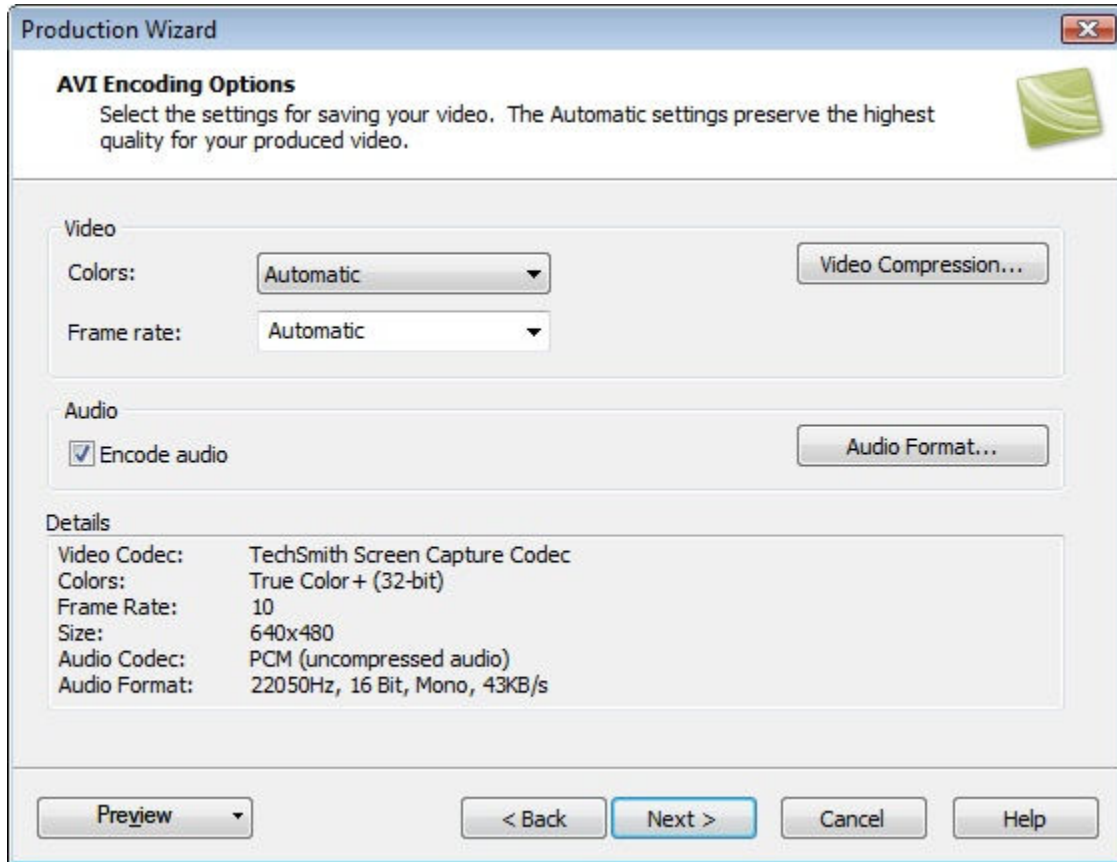 Production Wizard
AVI Encoding Options
Select the settings for saving your video. The Automatic settings preserve the highest
quality for your produced video.
Video
Colors: Automatic Video Compression...
Frame rate: Automatic
Audio
Encode audio Audio Format...
Details
Video Codec: TechSmith Screen Capture Codec
Colors: True Color+ (32-bit)
Frame Rate: 10
Size: 640x480
Audio Codec: PCM (uncompressed audio)
Audio Format: 22050Hz, 16 Bit, Mono, 43KB/s
Preview < Back Next > Cancel Help